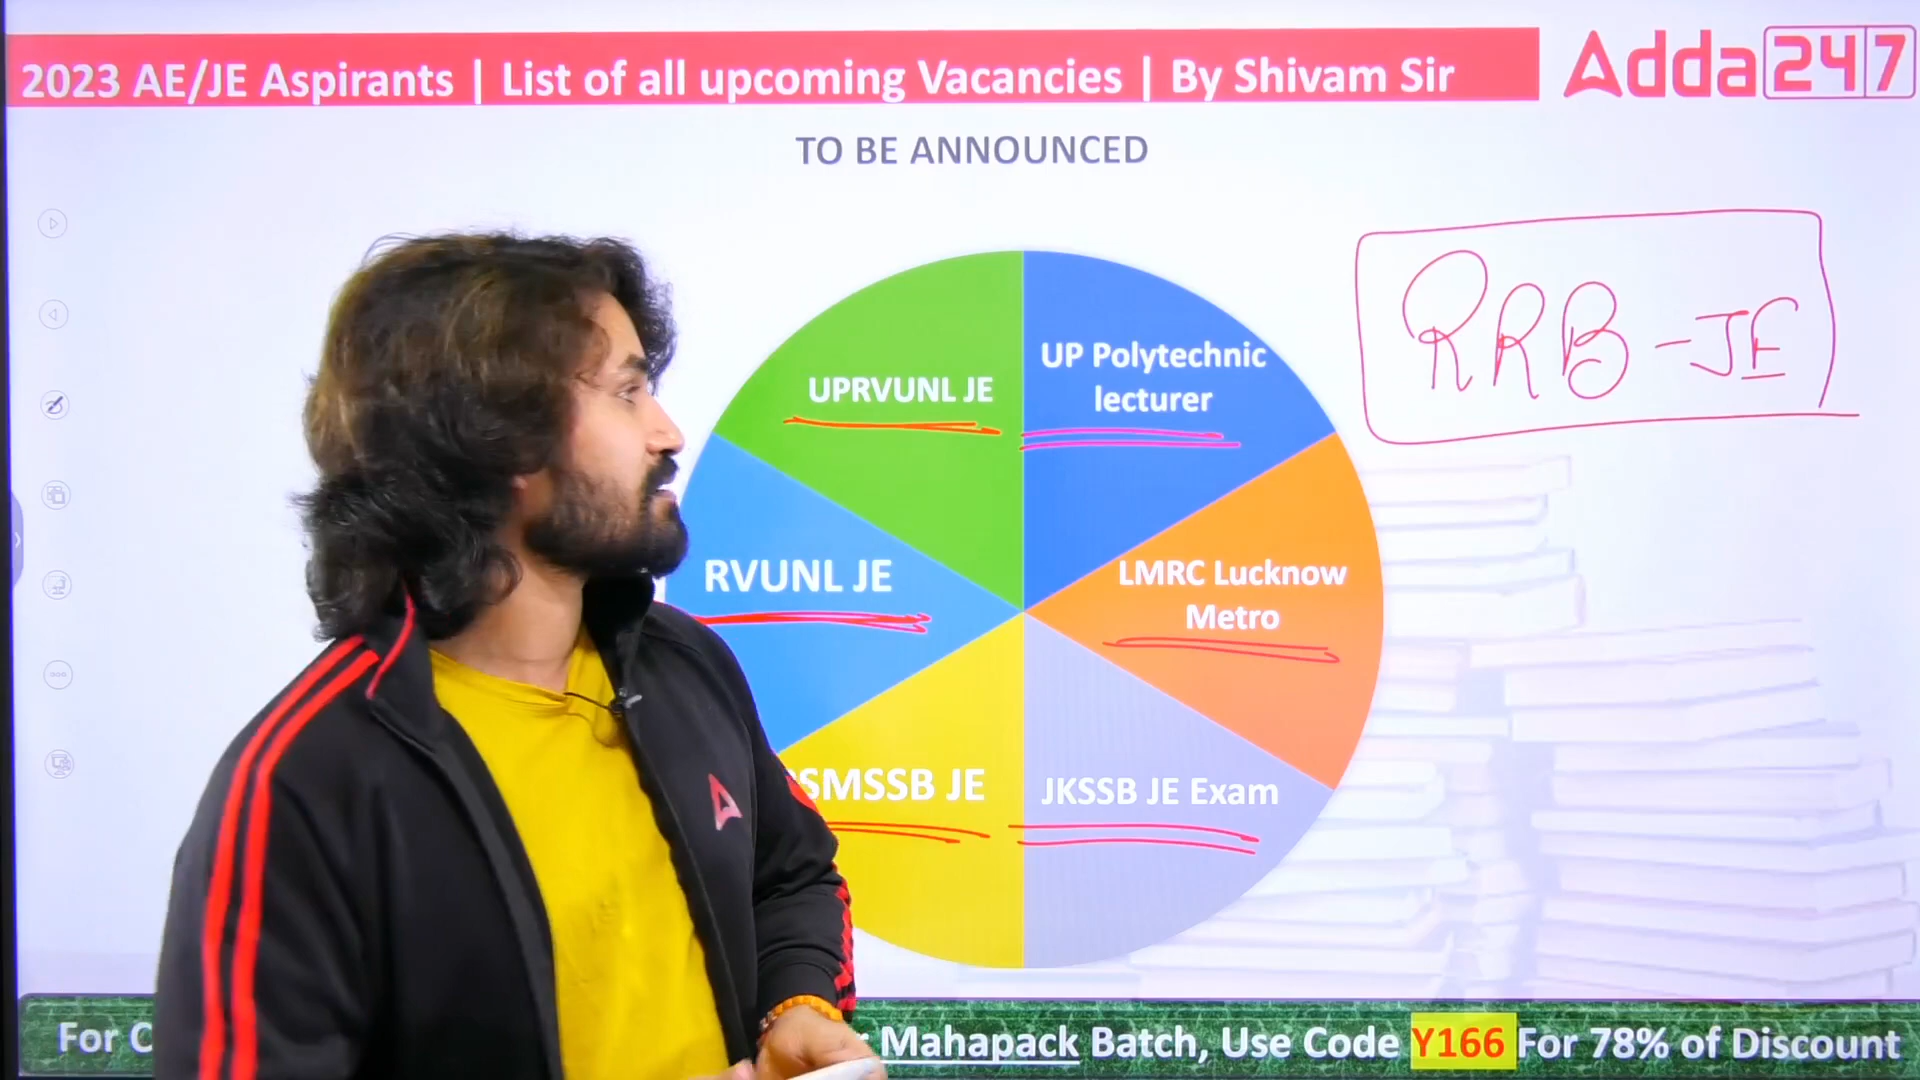 2023 AE/JE Aspirants | List of all upcoming Vacancies | By Shivam Sir
Adda247
TO BE ANNOUNCED
RRB-JE
UPRVUNL JE
UP Polytechnic
lecturer
RVUNL JE
LMRC Lucknow
Metro
SMSSB JE
JKSSB JE Exam
For
Mahapack Batch, Use Code Y166 For 78% of Discount